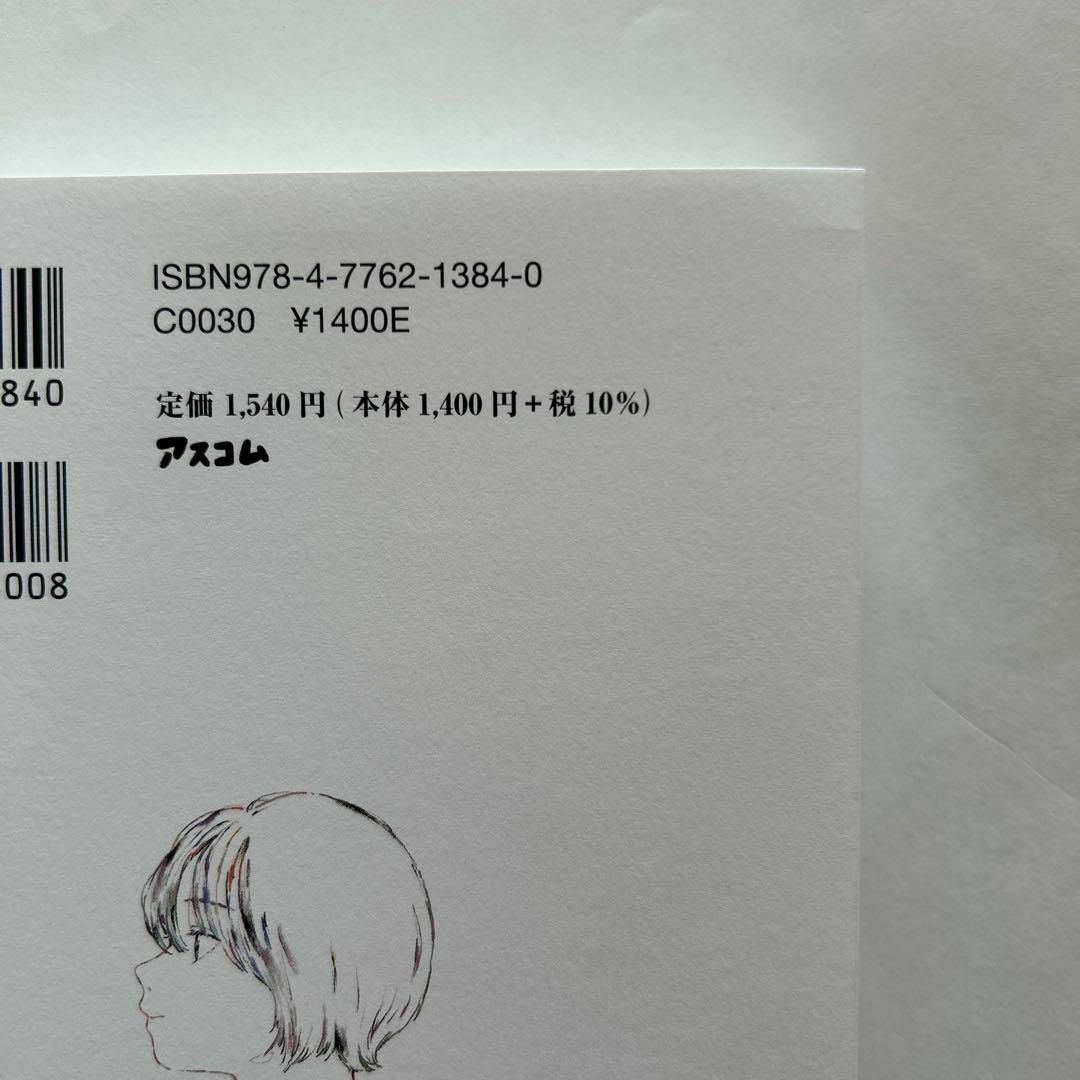 ISBN978-4-7762-1384-0
C0030　¥1400E
840
定価 1,540 円 ( 本体 1,400 円 + 税 10%)
アスコム
008